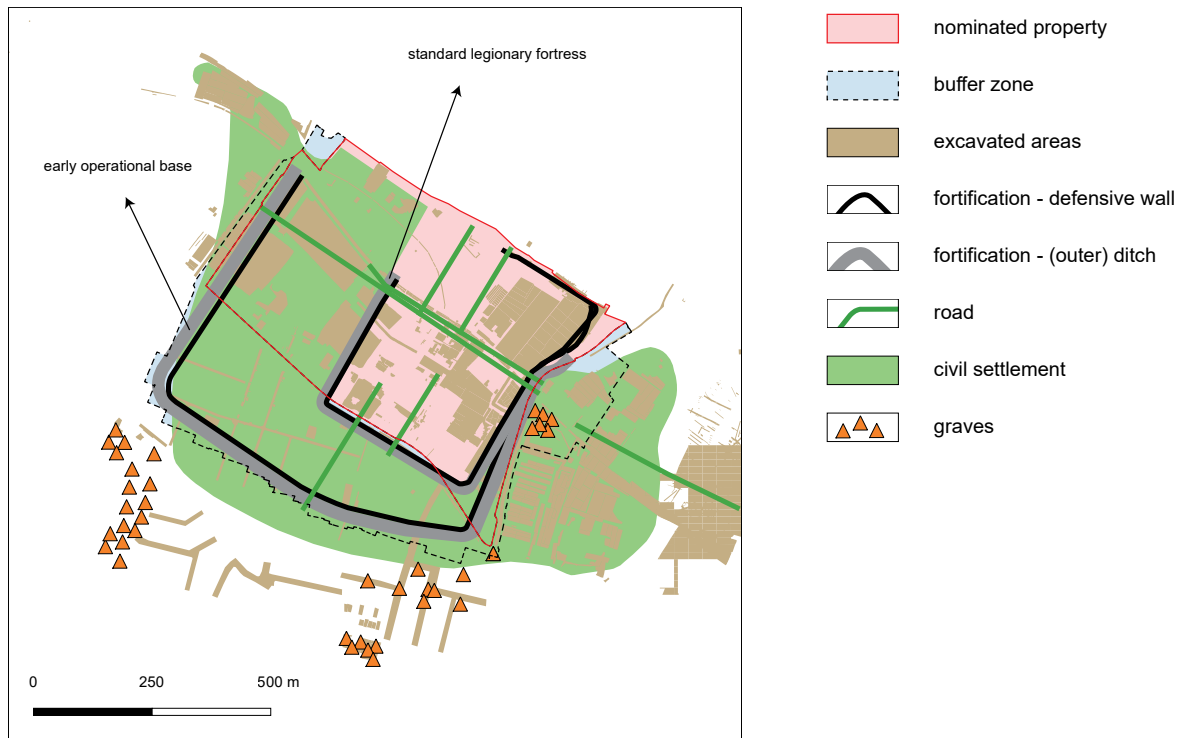 standard legionary fortress
early operational base
0 250 500 m
nominated property
buffer zone
excavated areas
fortification - defensive wall
fortification - (outer) ditch
road
civil settlement
graves